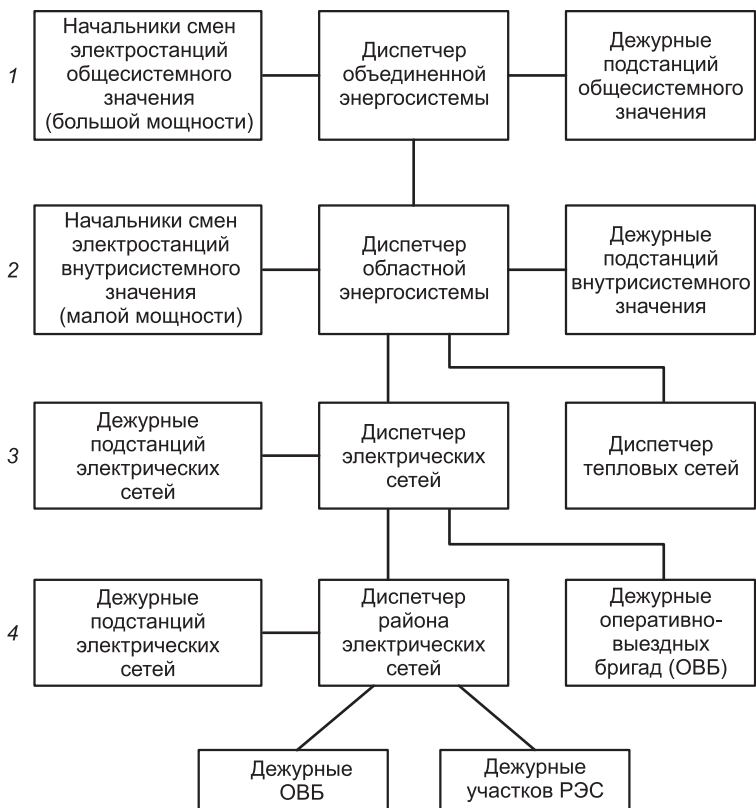 1
Начальники смен
электростанций
общесистемного
значения
(большой мощности)
Диспетчер
объединенной
энергосистемы
Дежурные
подстанций
общесистемного
значения
2
Начальники смен
электростанций
внутрисистемного
значения
(малой мощности)
Диспетчер
областной
энергосистемы
Дежурные
подстанций
внутрисистемного
значения
3
Дежурные
подстанций
электрических
сетей
Диспетчер
электрических
сетей
Диспетчер
тепловых сетей
4
Дежурные
подстанций
электрических
сетей
Диспетчер
района
электрических
сетей
Дежурные
оперативно-
выездных
бригад (ОВБ)
Дежурные
ОВБ
Дежурные
участков РЭС